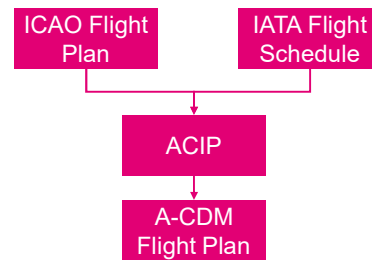 ICAO Flight
Plan
IATA Flight
Schedule
ACIP
A-CDM
Flight Plan